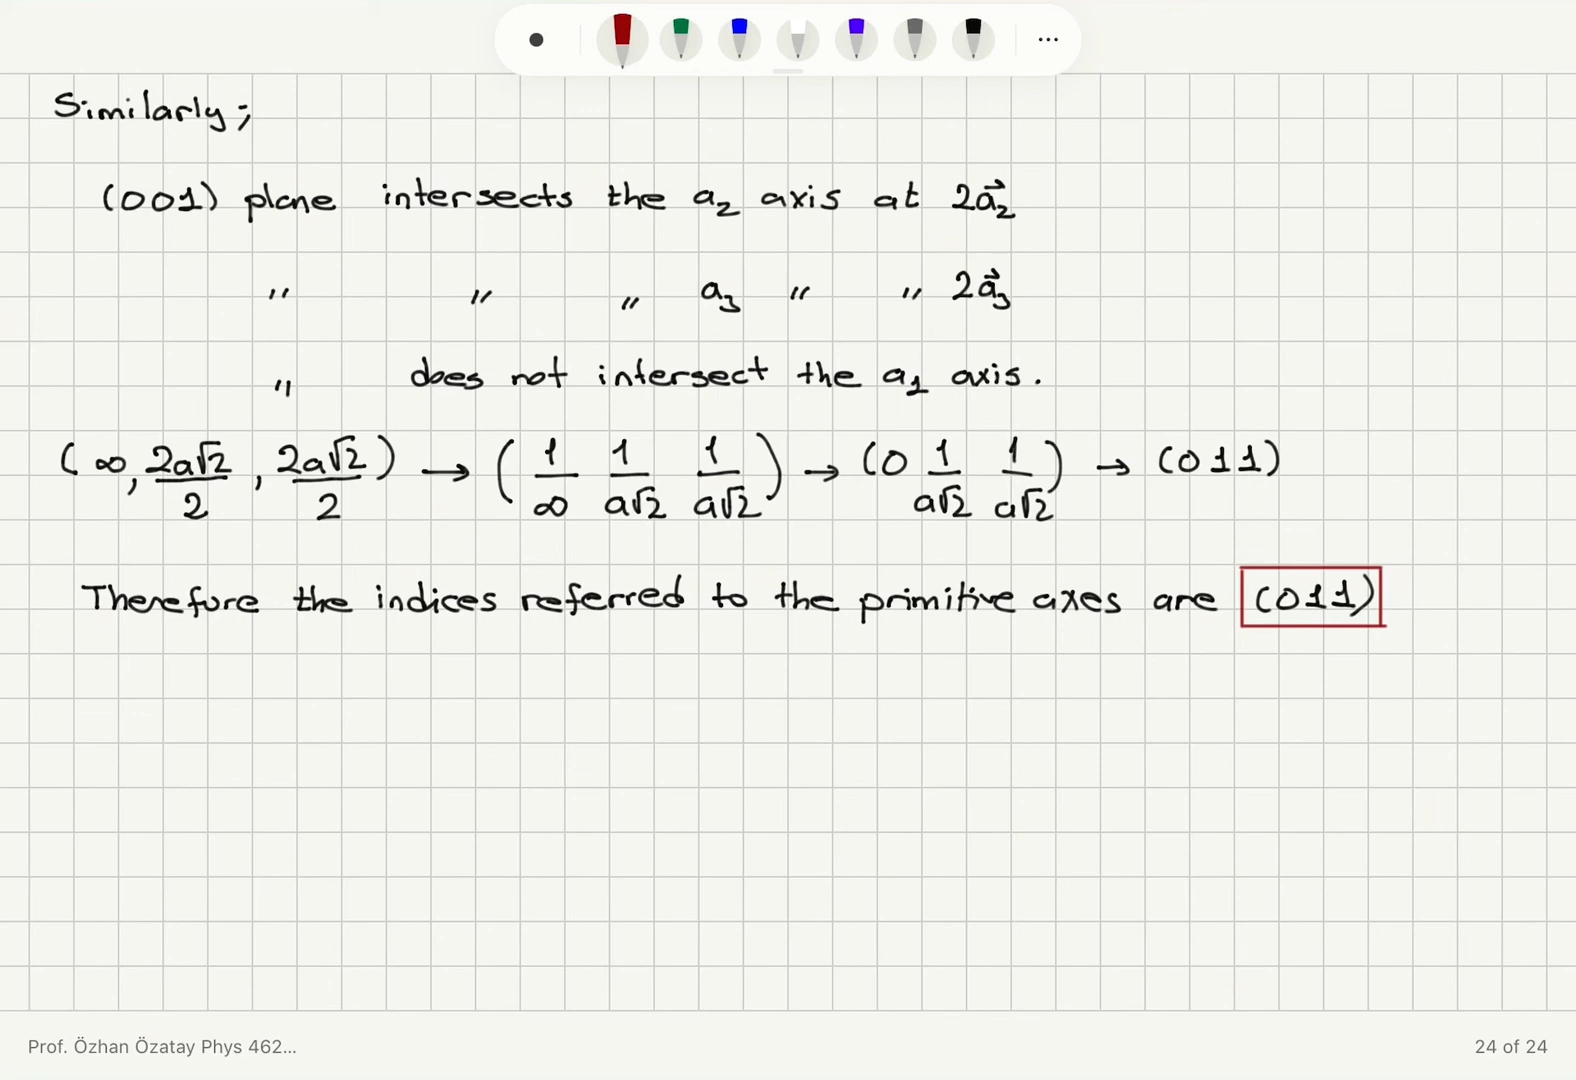 Similarly;
(001) plane intersects the a₂ axis at 2a⃗₂
" " " a₃ " " 2a⃗₃
" does not intersect the a₁ axis.
(∞, 2a√2/2, 2a√2/2) → (1/∞ 1/a√2 1/a√2) → (0 1/a√2 1/a√2) → (011)
Therefore the indices referred to the primitive axes are (011)
Prof. Özhan Özatay Phys 462...
24 of 24